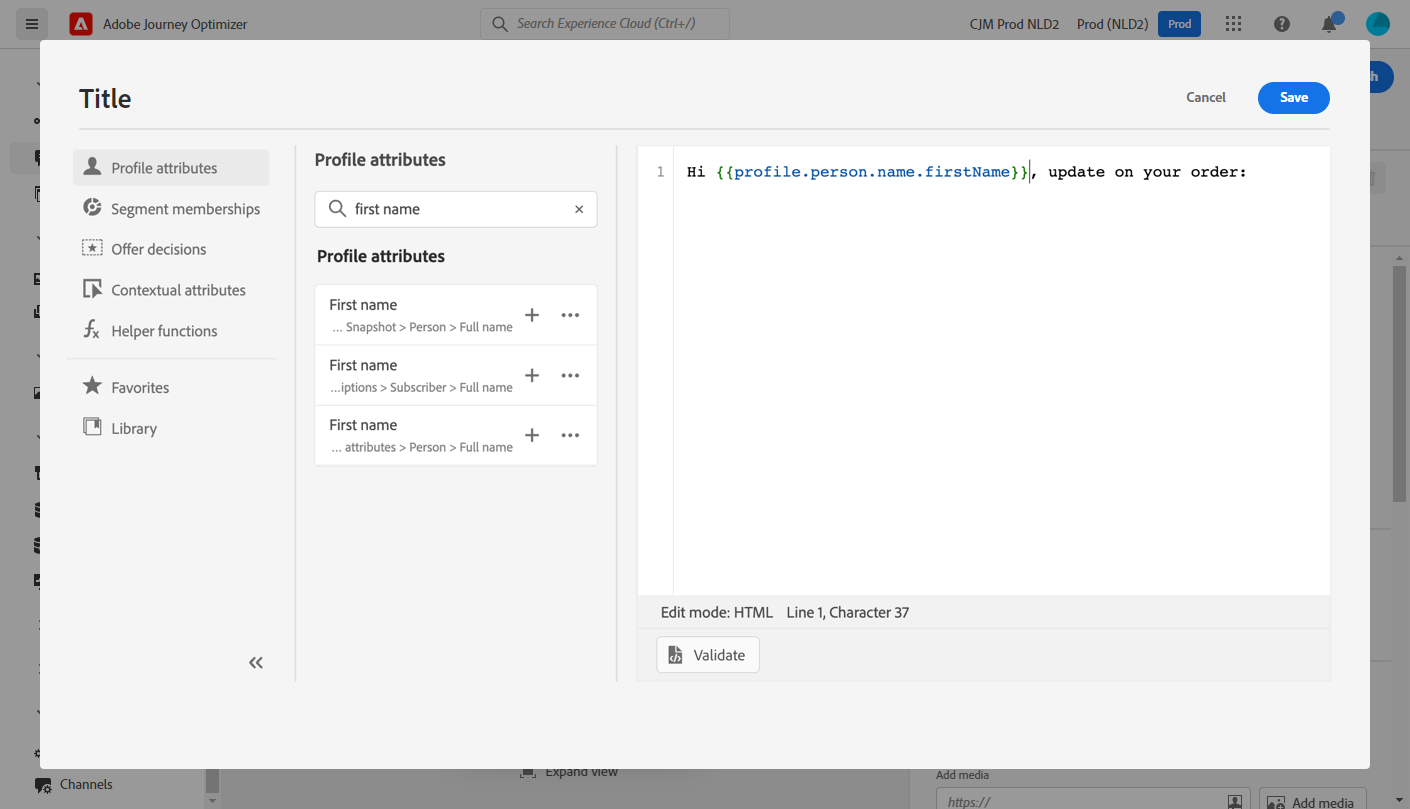 Adobe Journey Optimizer
Search Experience Cloud (Ctrl+/)
CJM Prod NLD2
Prod (NLD2)
Prod
h
Title
Cancel
Save
Profile attributes
Segment memberships
Offer decisions
Contextual attributes
Helper functions
Favorites
Library
Profile attributes
first name
Profile attributes
First name
... Snapshot > Person > Full name
First name
...iptions > Subscriber > Full name
First name
... attributes > Person > Full name
1
Hi {{profile.person.name.firstName}}, update on your order:
Edit mode: HTML Line 1, Character 37
Validate
Channels
Expand view
Add media
https://
Add media